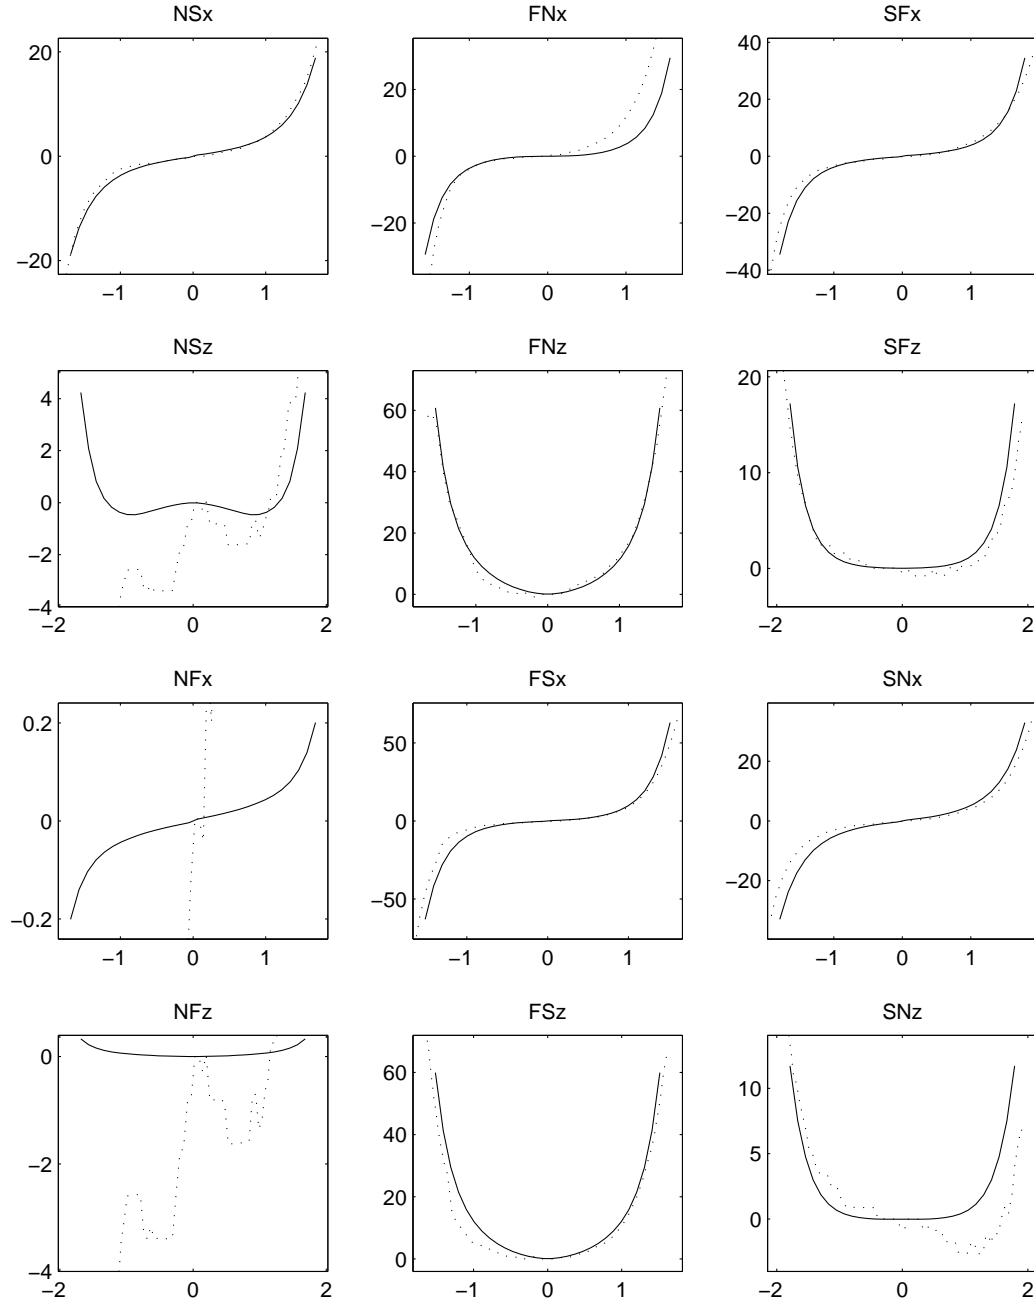 NSx FNx SFx
20 0 −20 −1 0 1
20 0 −20 −1 0 1
40 20 0 −20 −40 −1 0 1
NSz FNz SFz
4 2 0 −2 −4 −2 0 2
60 40 20 0 −1 0 1
20 10 0 −2 0 2
NFx FSx SNx
0.2 0 −0.2 −1 0 1
50 0 −50 −1 0 1
20 0 −20 −1 0 1
NFz FSz SNz
0 −2 −4 −2 0 2
60 40 20 0 −1 0 1
10 5 0 −2 0 2